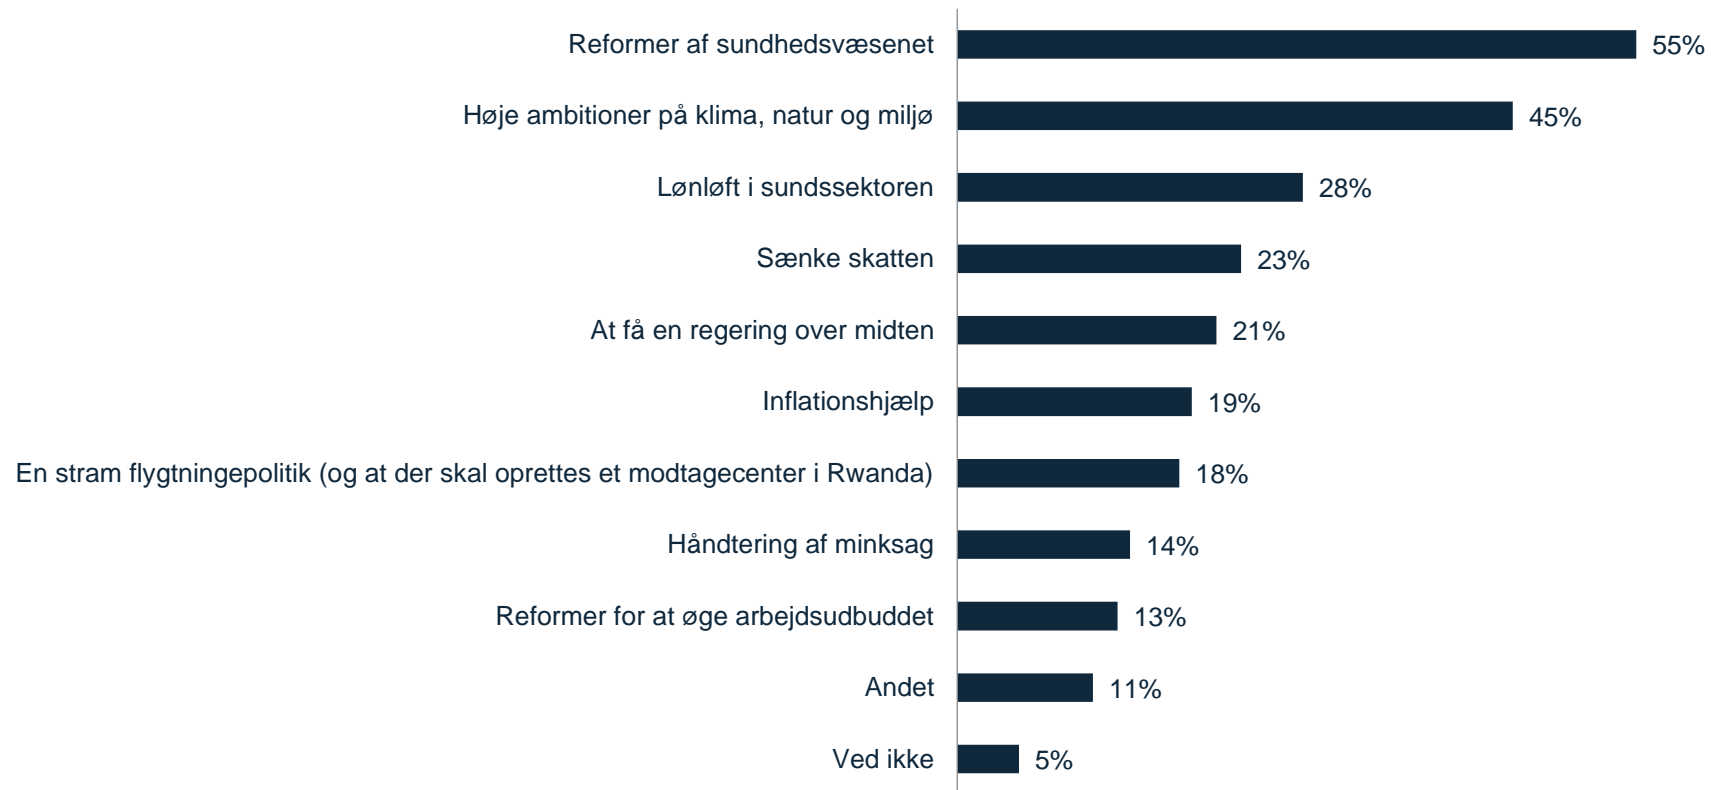 Reformer af sundhedsvæsenet 55%
Høje ambitioner på klima, natur og miljø 45%
Lønløft i sundssektoren 28%
Sænke skatten 23%
At få en regering over midten 21%
Inflationshjælp 19%
En stram flygtningepolitik (og at der skal oprettes et modtagecenter i Rwanda) 18%
Håndtering af minksag 14%
Reformer for at øge arbejdsudbuddet 13%
Andet 11%
Ved ikke 5%